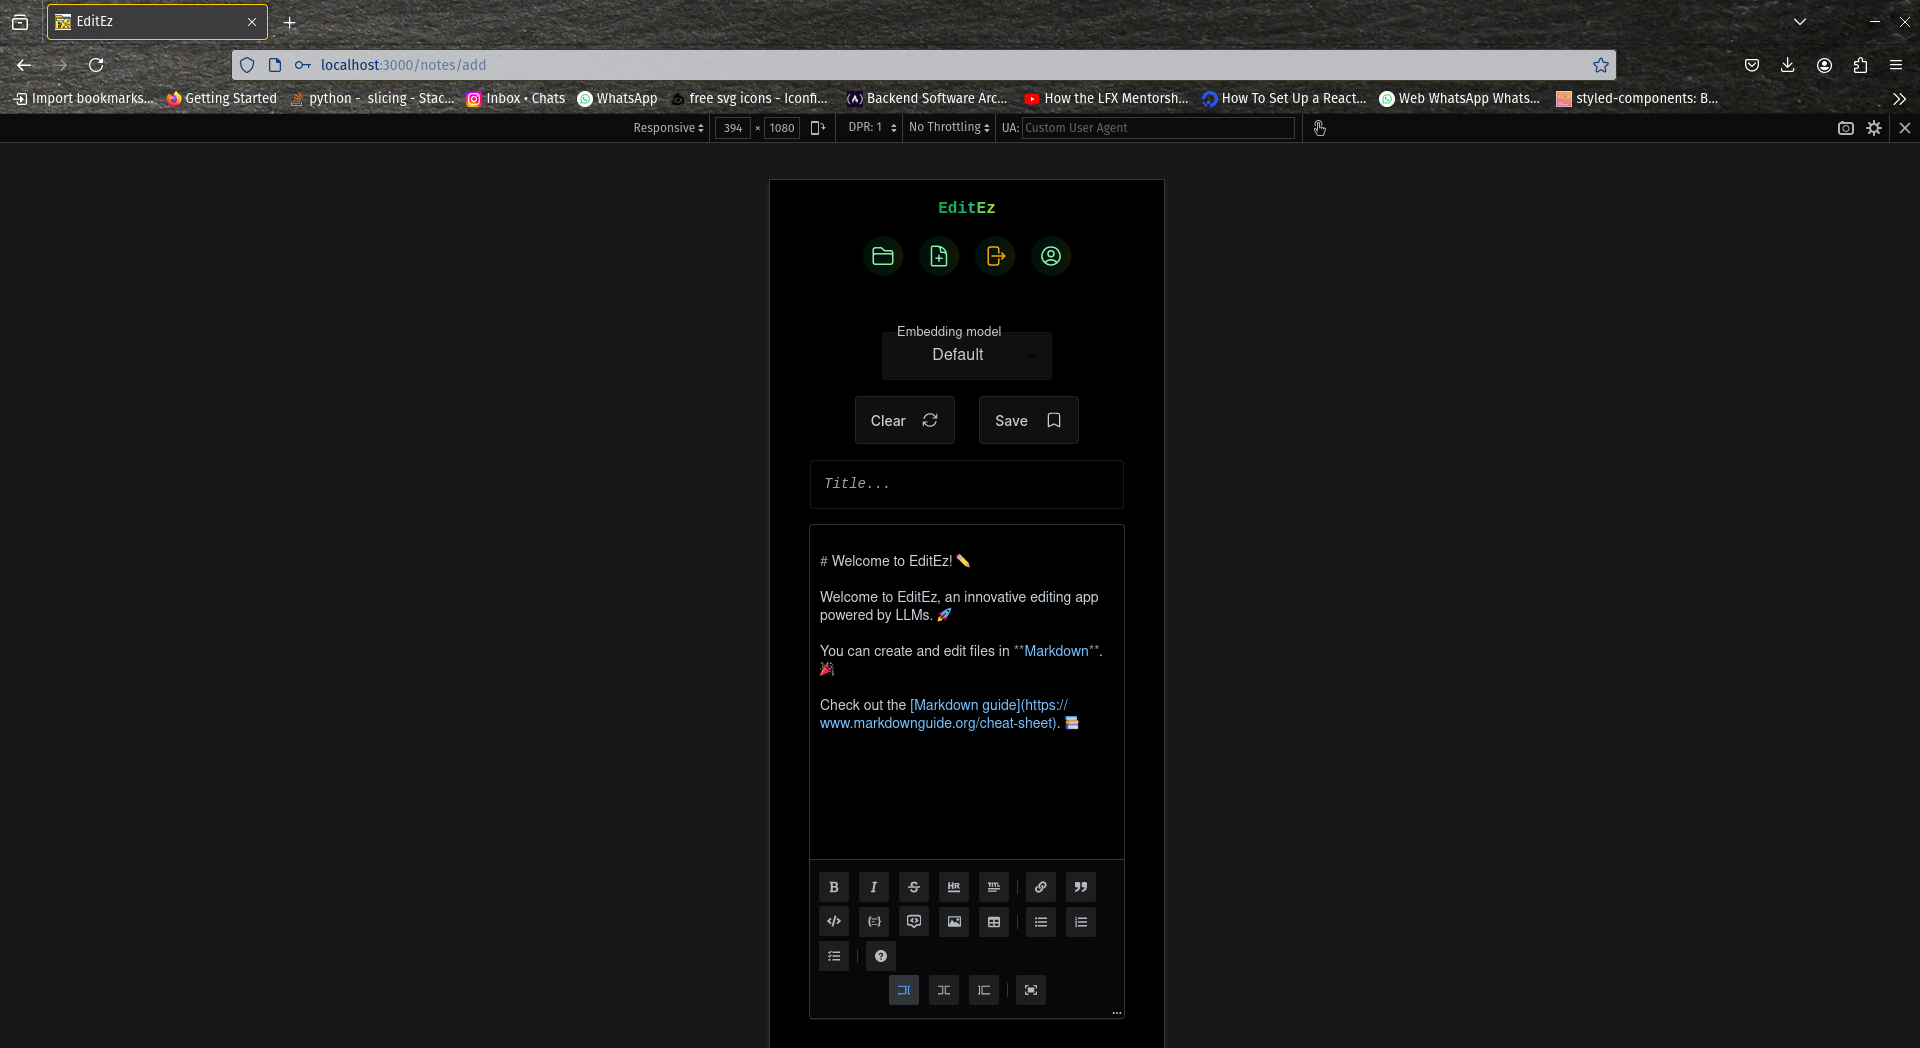 EditEz
localhost:3000/notes/add
Import bookmarks...
Getting Started
python - slicing - Stac...
Inbox • Chats
WhatsApp
free svg icons - Iconfi...
Backend Software Arc...
How the LFX Mentorsh...
How To Set Up a React...
Web WhatsApp Whats...
styled-components: B...
Responsive
394 × 1080
DPR: 1
No Throttling
UA: Custom User Agent
EditEz
Embedding model
Default
Clear
Save
Title...
# Welcome to EditEz! ✏️
Welcome to EditEz, an innovative editing app
powered by LLMs. 🚀
You can create and edit files in **Markdown**.
🎉
Check out the [Markdown guide](https://
www.markdownguide.org/cheat-sheet). 📚
B I S HR